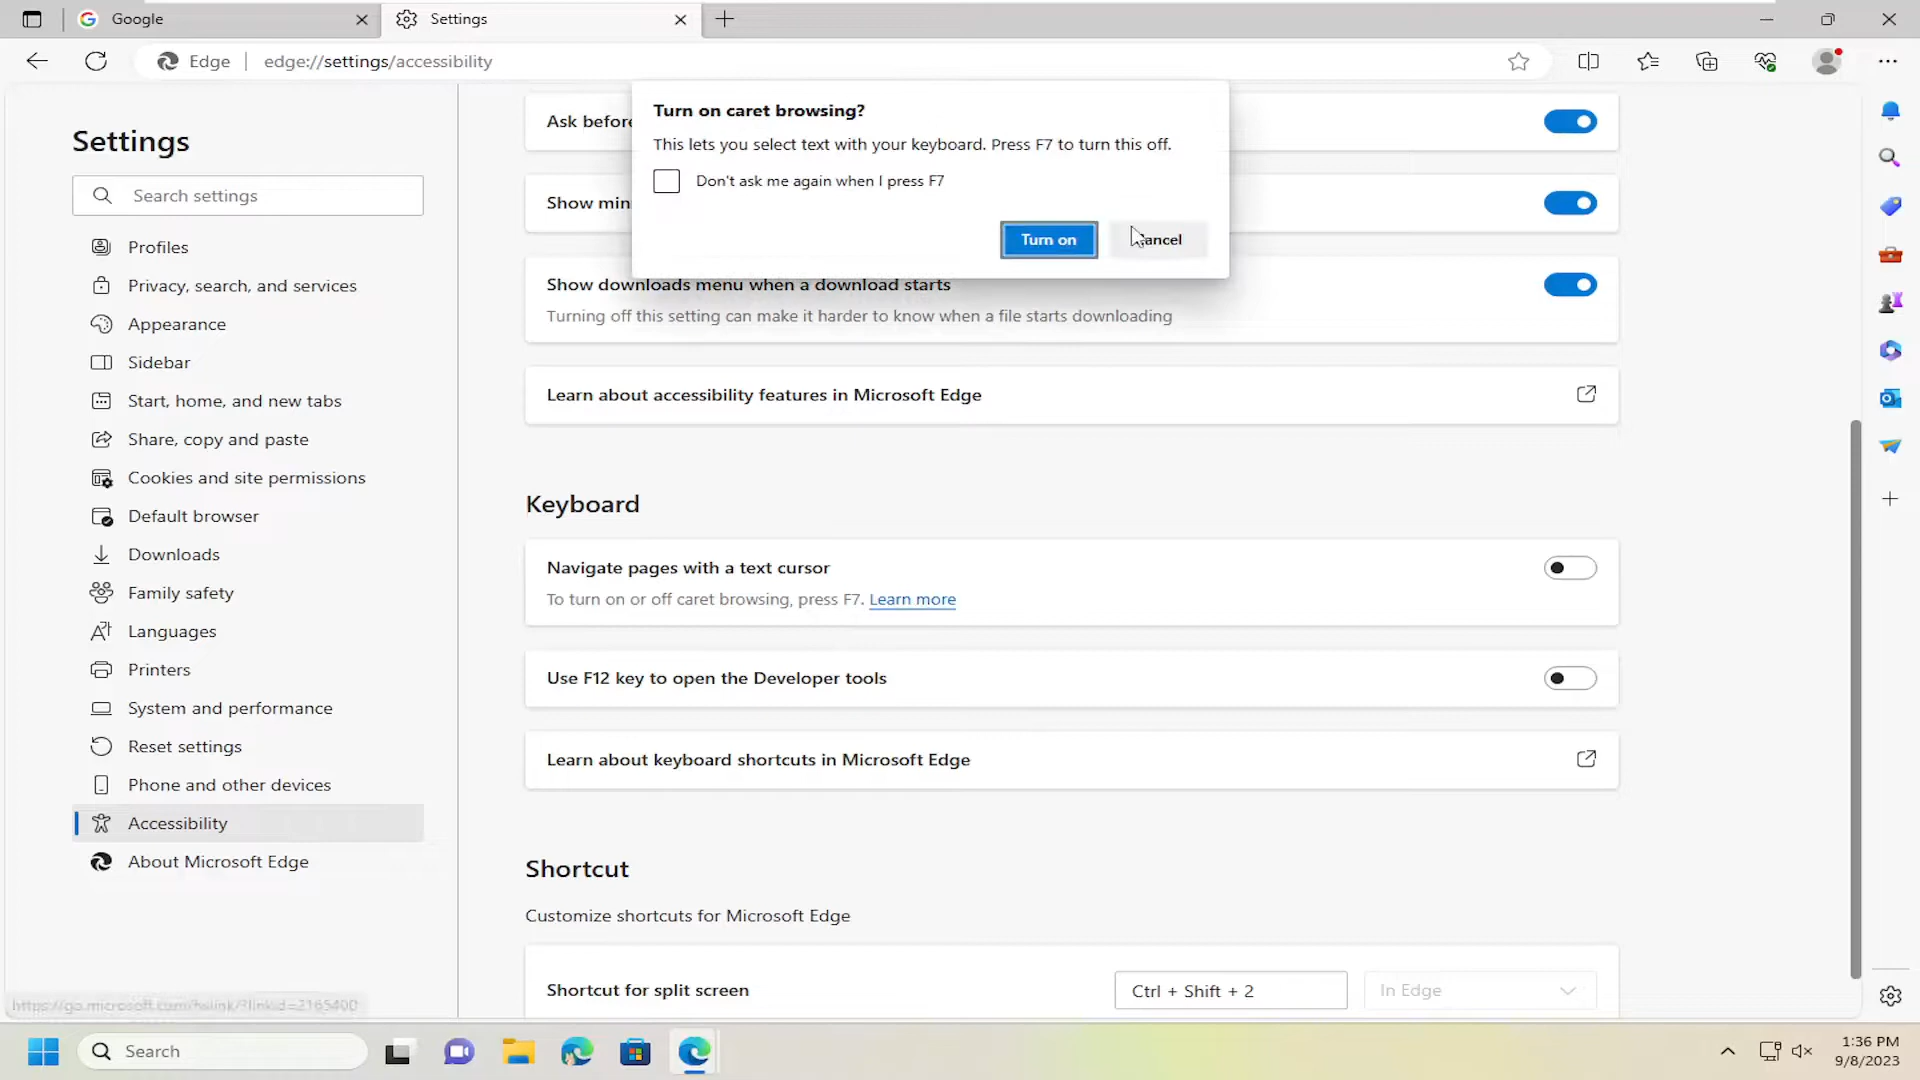 Google
Settings
Edge
edge://settings/accessibility
Settings
Search settings
Profiles
Privacy, search, and services
Appearance
Sidebar
Start, home, and new tabs
Share, copy and paste
Cookies and site permissions
Default browser
Downloads
Family safety
Languages
Printers
System and performance
Reset settings
Phone and other devices
Accessibility
About Microsoft Edge
Turn on caret browsing?
This lets you select text with your keyboard. Press F7 to turn this off.
Don't ask me again when I press F7
Turn on
Cancel
Ask before
Show min
Show downloads menu when a download starts
Turning off this setting can make it harder to know when a file starts downloading
Learn about accessibility features in Microsoft Edge
Keyboard
Navigate pages with a text cursor
To turn on or off caret browsing, press F7. Learn more
Use F12 key to open the Developer tools
Learn about keyboard shortcuts in Microsoft Edge
Shortcut
Customize shortcuts for Microsoft Edge
Shortcut for split screen
Ctrl + Shift + 2
In Edge
Search
1:36 PM
9/8/2023